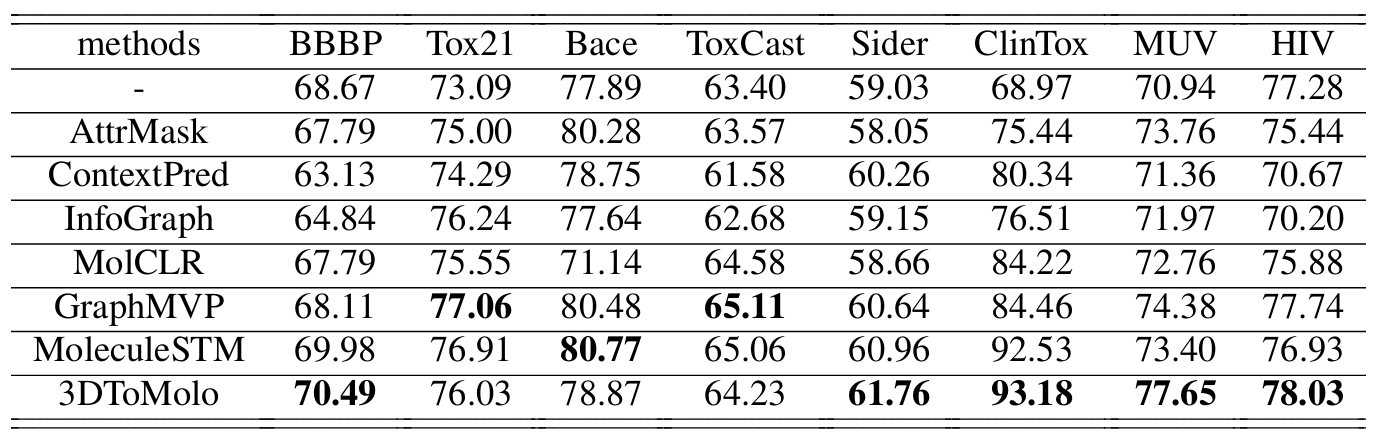 methods BBBP Tox21 Bace ToxCast Sider ClinTox MUV HIV
- 68.67 73.09 77.89 63.40 59.03 68.97 70.94 77.28
AttrMask 67.79 75.00 80.28 63.57 58.05 75.44 73.76 75.44
ContextPred 63.13 74.29 78.75 61.58 60.26 80.34 71.36 70.67
InfoGraph 64.84 76.24 77.64 62.68 59.15 76.51 71.97 70.20
MolCLR 67.79 75.55 71.14 64.58 58.66 84.22 72.76 75.88
GraphMVP 68.11 77.06 80.48 65.11 60.64 84.46 74.38 77.74
MoleculeSTM 69.98 76.91 80.77 65.06 60.96 92.53 73.40 76.93
3DToMolo 70.49 76.03 78.87 64.23 61.76 93.18 77.65 78.03